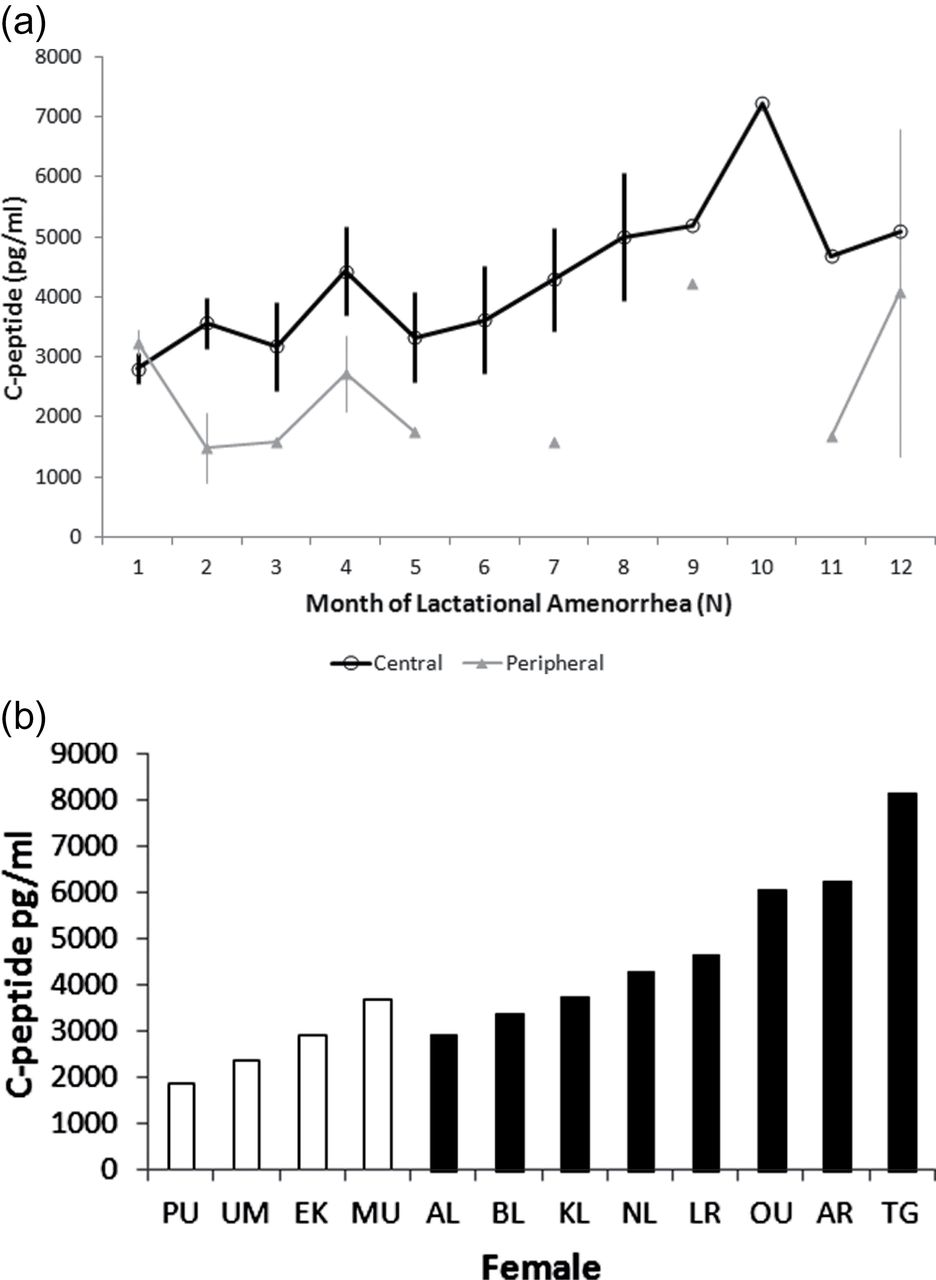 (a)
8000
7000
6000
5000
4000
3000
2000
1000
0
C-peptide (pg/ml)
1 2 3 4 5 6 7 8 9 10 11 12
Month of Lactational Amenorrhea (N)
Central Peripheral
(b)
9000
8000
7000
6000
5000
4000
3000
2000
1000
0
C-peptide pg/ml
PU UM EK MU AL BL KL NL LR OU AR TG
Female